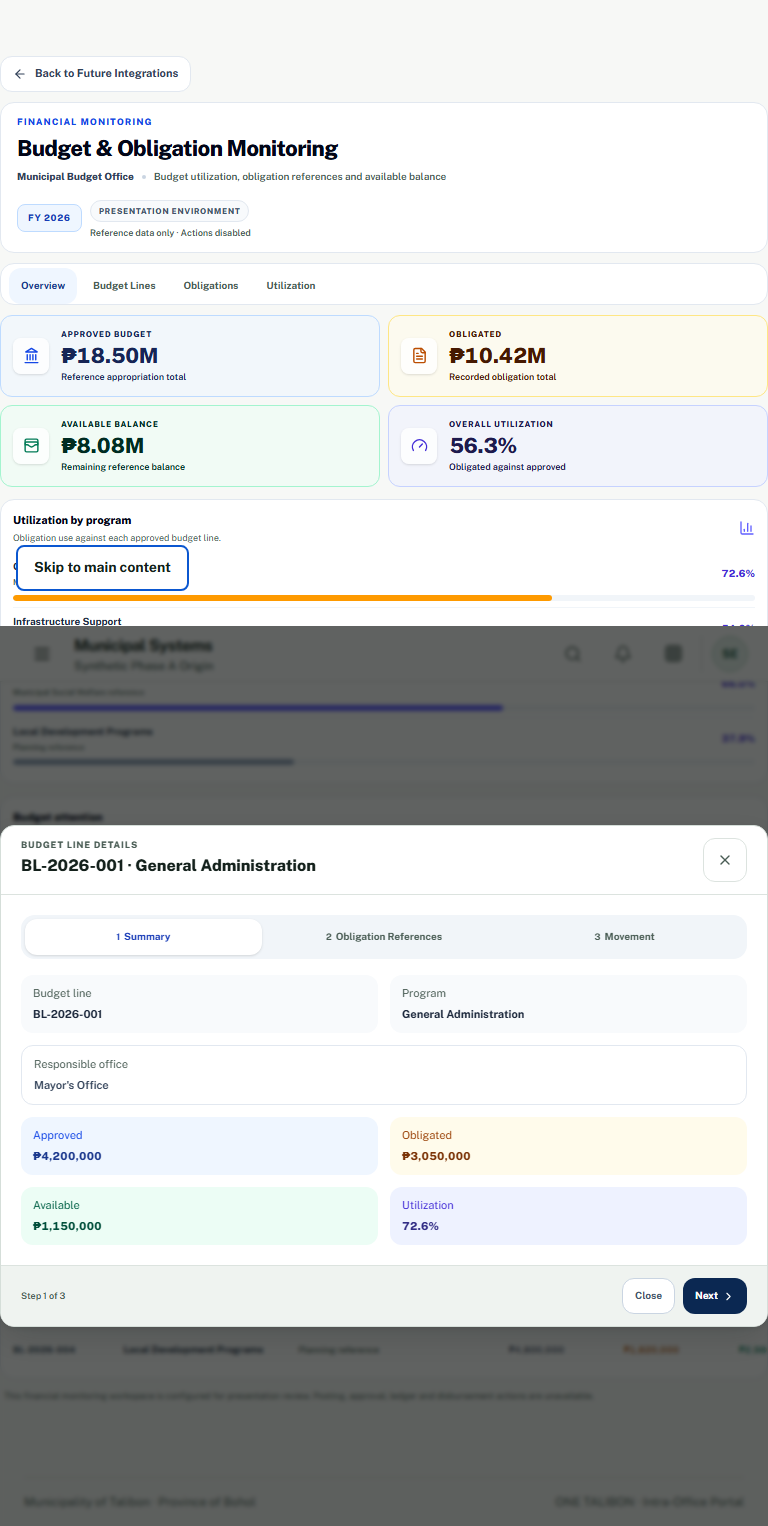 Back to Future Integrations
FINANCIAL MONITORING
Budget & Obligation Monitoring
Municipal Budget Office • Budget utilization, obligation references and available balance
FY 2026
PRESENTATION ENVIRONMENT
Reference data only · Actions disabled
Overview
Budget Lines
Obligations
Utilization
APPROVED BUDGET
₱18.50M
Reference appropriation total
OBLIGATED
₱10.42M
Recorded obligation total
AVAILABLE BALANCE
₱8.08M
Remaining reference balance
OVERALL UTILIZATION
56.3%
Obligated against approved
Utilization by program
Obligation use against each approved budget line.
Skip to main content
72.6%
Infrastructure Support
Municipal Systems
Synthetic Phase A Origin
Local Development Programs
Planning reference
37.9%
Budget attention
BUDGET LINE DETAILS
BL-2026-001 · General Administration
1 Summary
2 Obligation References
3 Movement
Budget line
BL-2026-001
Program
General Administration
Responsible office
Mayor's Office
Approved
₱4,200,000
Obligated
₱3,050,000
Available
₱1,150,000
Utilization
72.6%
Step 1 of 3
Close
Next
Local Development Programs
Planning reference
Municipality of Talibon · Province of Bohol
ONE TALIBON · Intra-Office Portal